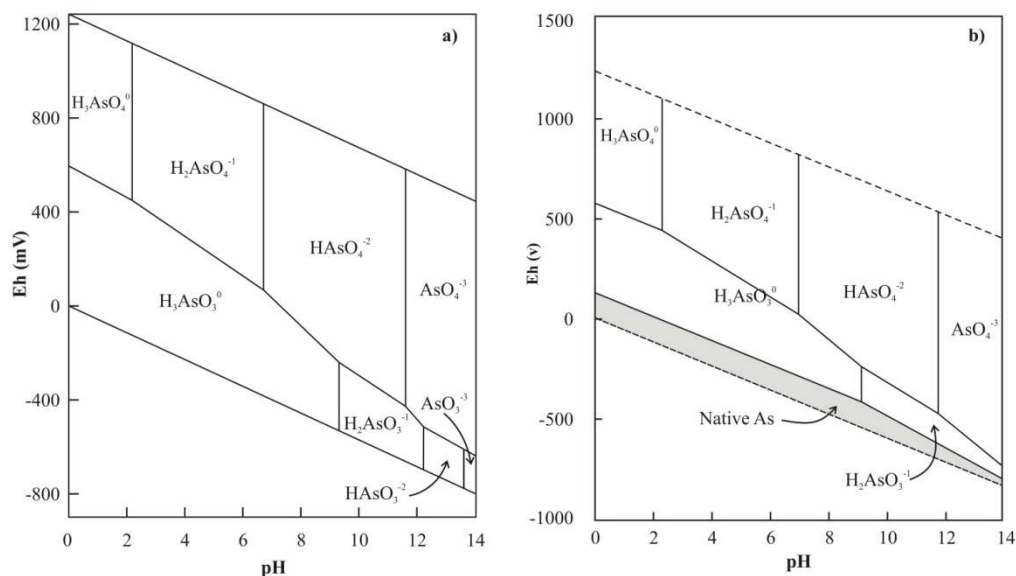 a)
Eh (mV)
1200
800
400
0
-400
-800
H₃AsO₄⁰
H₂AsO₄⁻¹
HAsO₄⁻²
AsO₄⁻³
H₃AsO₃⁰
H₂AsO₃⁻¹
AsO₃⁻³
HAsO₃⁻²
0 2 4 6 8 10 12 14
pH
b)
Eh (v)
1500
1000
500
0
-500
-1000
H₃AsO₄⁰
H₂AsO₄⁻¹
H₃AsO₃⁰
HAsO₄⁻²
AsO₄⁻³
Native As
H₂AsO₃⁻¹
0 2 4 6 8 10 12 14
pH